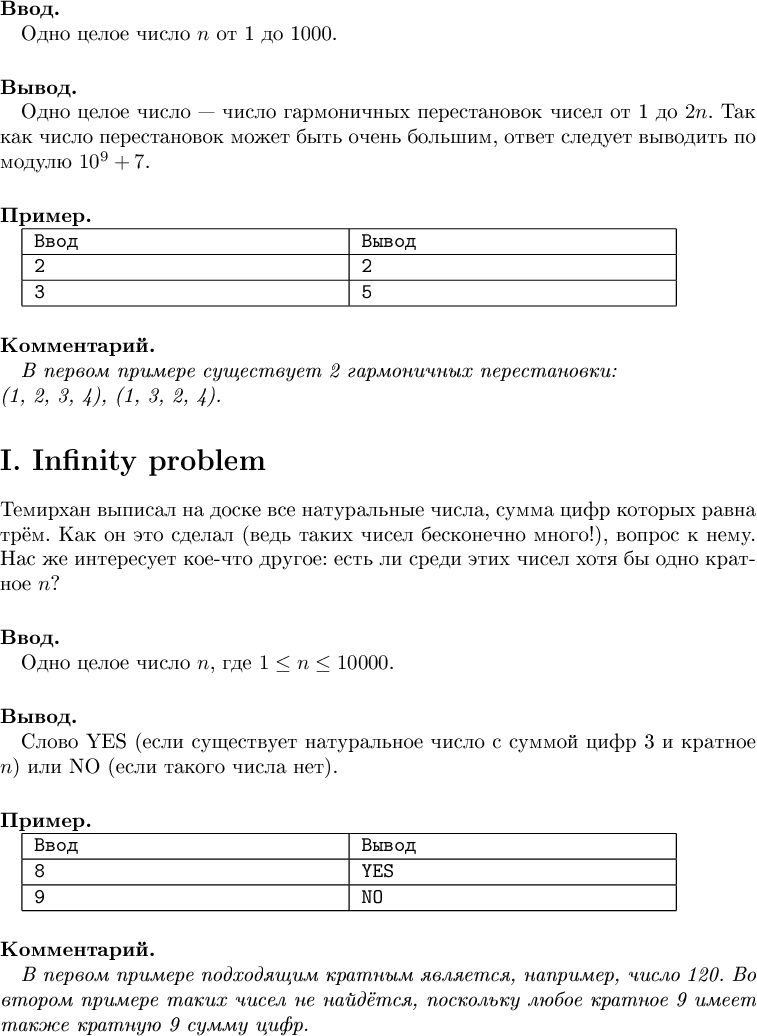 Ввод.
Одно целое число n от 1 до 1000.
Вывод.
Одно целое число — число гармоничных перестановок чисел от 1 до 2n. Так
как число перестановок может быть очень большим, ответ следует выводить по
модулю 10⁹ + 7.
Пример.
Ввод Вывод
2 2
3 5
Комментарий.
В первом примере существует 2 гармоничных перестановки:
(1, 2, 3, 4), (1, 3, 2, 4).
I. Infinity problem
Темирхан выписал на доске все натуральные числа, сумма цифр которых равна
трём. Как он это сделал (ведь таких чисел бесконечно много!), вопрос к нему.
Нас же интересует кое-что другое: есть ли среди этих чисел хотя бы одно крат-
ное n?
Ввод.
Одно целое число n, где 1 ≤ n ≤ 10000.
Вывод.
Слово YES (если существует натуральное число с суммой цифр 3 и кратное
n) или NO (если такого числа нет).
Пример.
Ввод Вывод
8 YES
9 NO
Комментарий.
В первом примере подходящим кратным является, например, число 120. Во
втором примере таких чисел не найдётся, поскольку любое кратное 9 имеет
также кратную 9 сумму цифр.